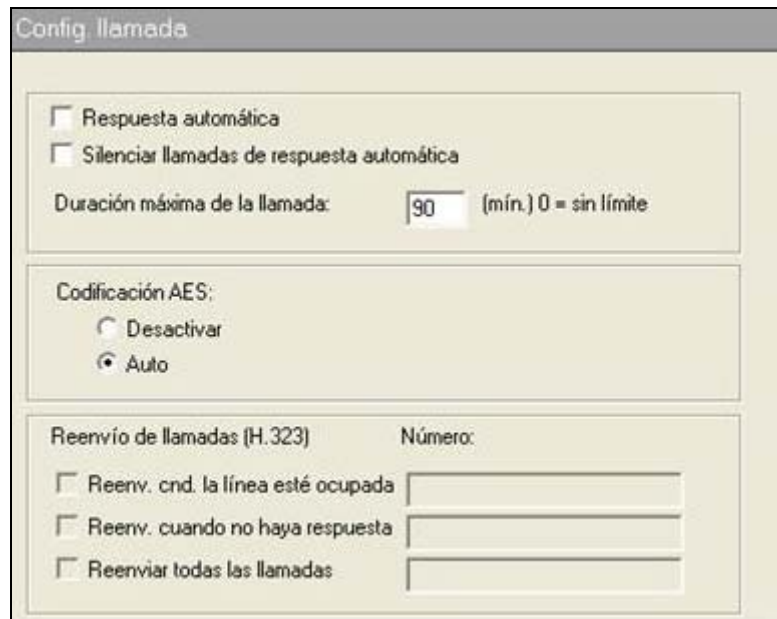 Config. llamada
Respuesta automática
Silenciar llamadas de respuesta automática
Duración máxima de la llamada: 90 (mín.) 0 = sin límite
Codificación AES:
Desactivar
Auto
Reenvío de llamadas (H.323) Número:
Reenv. cnd. la línea esté ocupada
Reenv. cuando no haya respuesta
Reenviar todas las llamadas